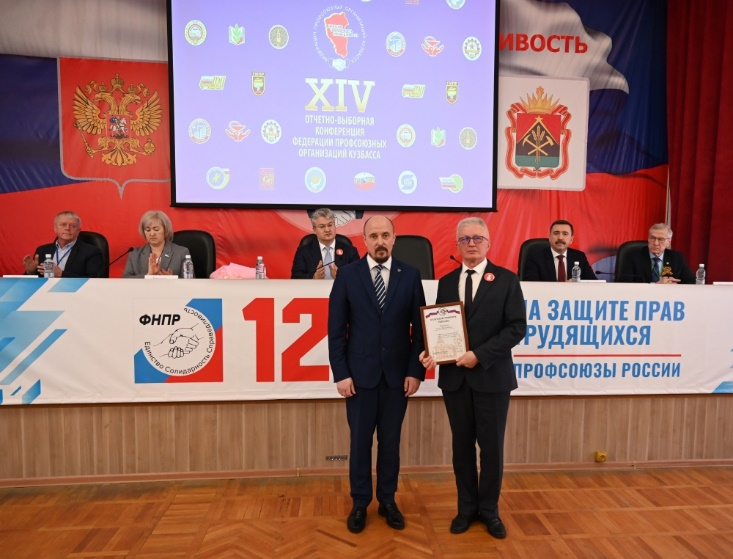 ИВОСТЬ
XIV
ОТЧЕТНО-ВЫБОРНАЯ
КОНФЕРЕНЦИЯ
ФЕДЕРАЦИИ ПРОФСОЮЗНЫХ
ОРГАНИЗАЦИЙ КУЗБАССА
ФНПР
Единство Солидарность Справедливость
12
НА ЗАЩИТЕ ПРАВ
РУДЯЩИХСЯ
ПРОФСОЮЗЫ РОССИИ